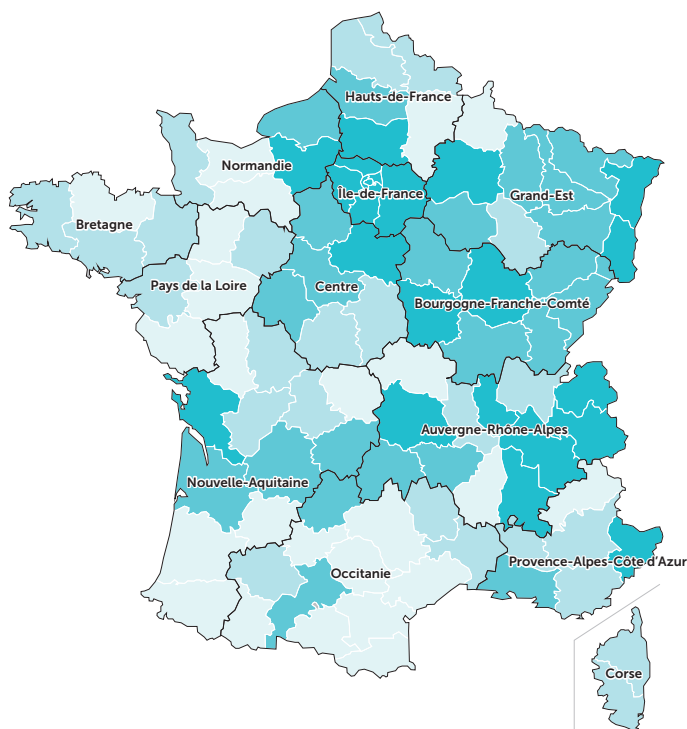 Hauts-de-France
Normandie
Île-de-France
Grand-Est
Bretagne
Pays de la Loire
Centre
Bourgogne-Franche-Comté
Auvergne-Rhône-Alpes
Nouvelle-Aquitaine
Provence-Alpes-Côte d'Azur
Occitanie
Corse